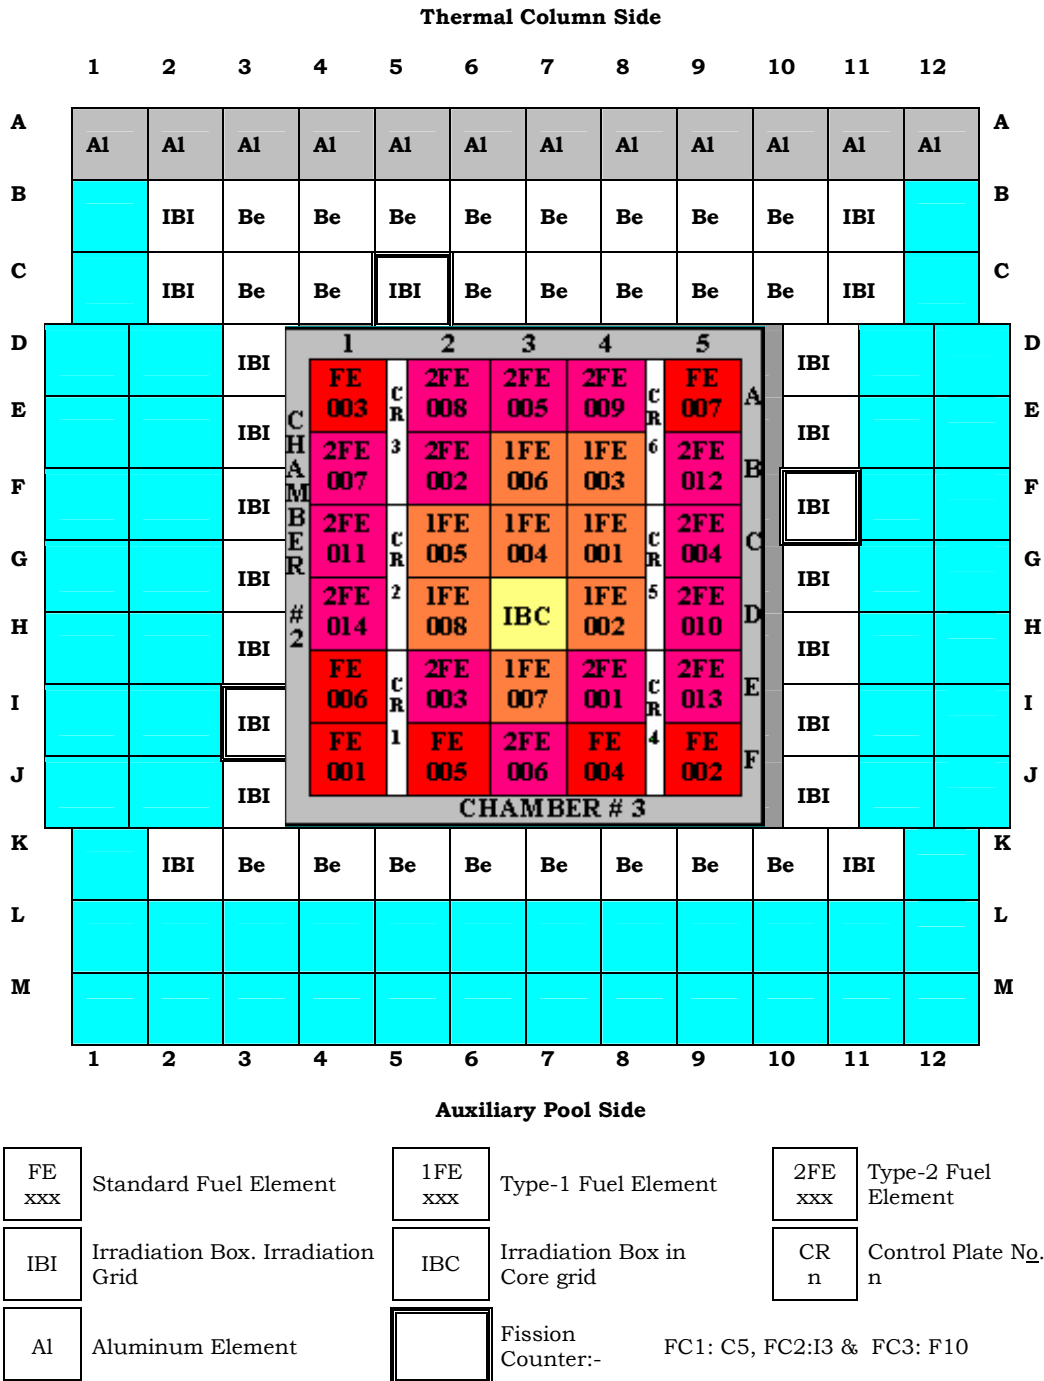 Thermal Column Side
1 2 3 4 5 6 7 8 9 10 11 12
A Al Al Al Al Al Al Al Al Al Al Al Al A
B IBI Be Be Be Be Be Be Be Be IBI B
C IBI Be Be IBI Be Be Be Be Be IBI C
D IBI IBI D
E IBI IBI E
F IBI IBI F
G IBI IBI G
H IBI IBI H
I IBI IBI I
J IBI IBI J
1 2 3 4 5
FE 2FE 2FE 2FE FE
003 008 005 009 007 A
2FE 2FE 1FE 1FE 2FE
007 002 006 003 012 B
2FE 1FE 1FE 1FE 2FE
011 005 004 001 004 C
2FE 1FE IBC 1FE 2FE
014 008 002 010 D
FE 2FE 1FE 2FE 2FE
006 003 007 001 013 E
FE FE 2FE FE FE
001 005 006 004 002 F
CR 3
CR 2
CR 1
CR 6
CR 5
CR 4
CHAMBER #2
CHAMBER # 3
K IBI Be Be Be Be Be Be Be Be IBI K
L L
M M
1 2 3 4 5 6 7 8 9 10 11 12
Auxiliary Pool Side
FE
xxx
Standard Fuel Element
1FE
xxx
Type-1 Fuel Element
2FE
xxx
Type-2 Fuel
Element
IBI
Irradiation Box. Irradiation
Grid
IBC
Irradiation Box in
Core grid
CR
n
Control Plate No.
n
Al
Aluminum Element
Fission
Counter:-
FC1: C5, FC2:I3 & FC3: F10